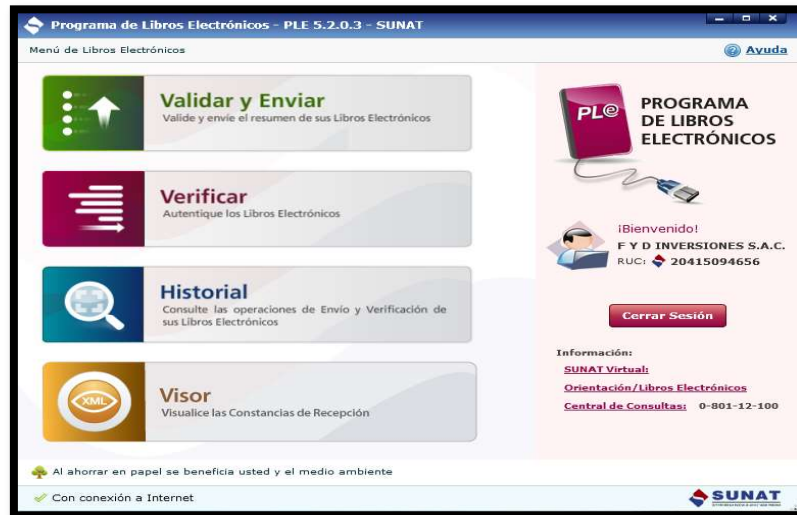 Programa de Libros Electrónicos - PLE 5.2.0.3 - SUNAT
Menú de Libros Electrónicos
Ayuda
Validar y Enviar
Valide y envíe el resumen de sus Libros Electrónicos
Verificar
Autentique los Libros Electrónicos
Historial
Consulte las operaciones de Envío y Verificación de
sus Libros Electrónicos
XML
Visor
Visualice las Constancias de Recepción
PL@
PROGRAMA
DE LIBROS
ELECTRÓNICOS
¡Bienvenido!
F Y D INVERSIONES S.A.C.
RUC: 20415094656
Cerrar Sesión
Información:
SUNAT Virtual:
Orientación/Libros Electrónicos
Central de Consultas: 0-801-12-100
Al ahorrar en papel se beneficia usted y el medio ambiente
Con conexión a Internet
SUNAT